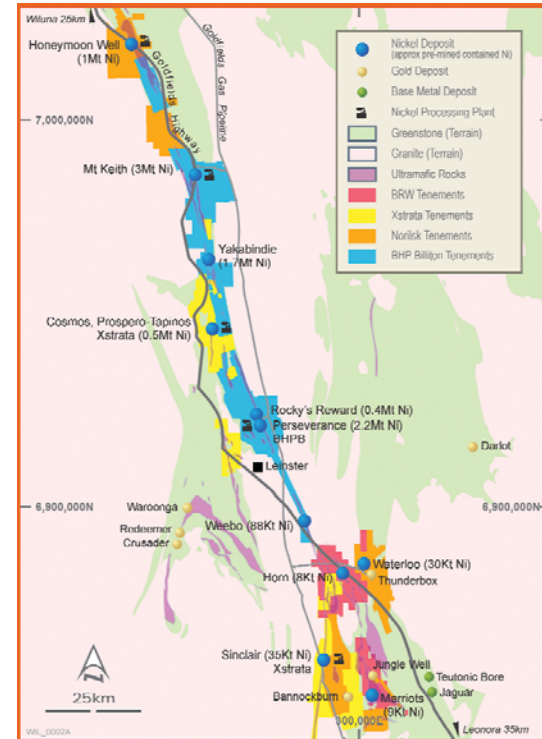 Wiluna 25km
Honeymoon Well
(1Mt Ni)
Goldfields Highway
Goldfields Gas Pipeline
7,000,000N
Mt Keith (3Mt Ni)
Yakabindie
(1.7Mt Ni)
Cosmos, Prospero-Tapinos
Xstrata (0.5Mt Ni)
Rocky's Reward (0.4Mt Ni)
Perseverance (2.2Mt Ni)
BHPB
Leinster
Darlot
6,900,000N
6,900,000N
Waroonga
Redeemer
Crusader
Weebo (88Kt Ni)
Horn (8Kt Ni)
Waterloo (30Kt Ni)
Thunderbox
Sinclair (35Kt Ni)
Xstrata
Jungle Well
Teutonic Bore
Jaguar
Bannockburn
Marriots
(9Kt Ni)
300,000E
25km
Leonora 35km
WIL_0002A
Nickel Deposit
(approx pre-mined contained Ni)
Gold Deposit
Base Metal Deposit
Nickel Processing Plant
Greenstone (Terrain)
Granite (Terrain)
Ultramafic Rocks
BRW Tenements
Xstrata Tenements
Norilsk Tenements
BHP Billiton Tenements